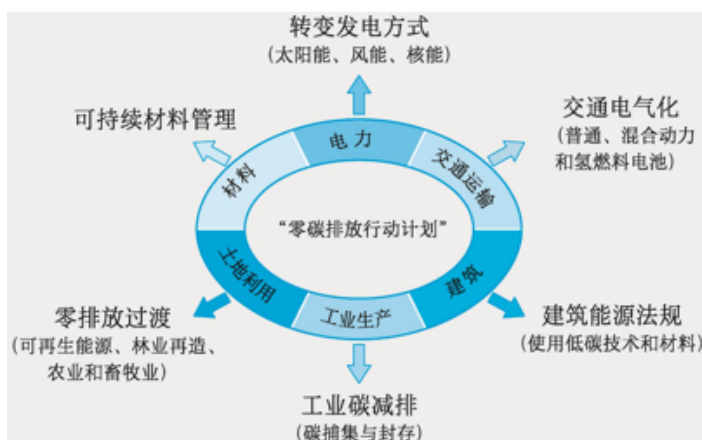 转变发电方式
（太阳能、风能、核能）
可持续材料管理
交通电气化
（普通、混合动力
和氢燃料电池）
电力
材料
交通运输
“零碳排放行动计划”
土地利用
工业生产
建筑
零排放过渡
（可再生能源、林业再造、
农业和畜牧业）
建筑能源法规
（使用低碳技术和材料）
工业碳减排
（碳捕集与封存）